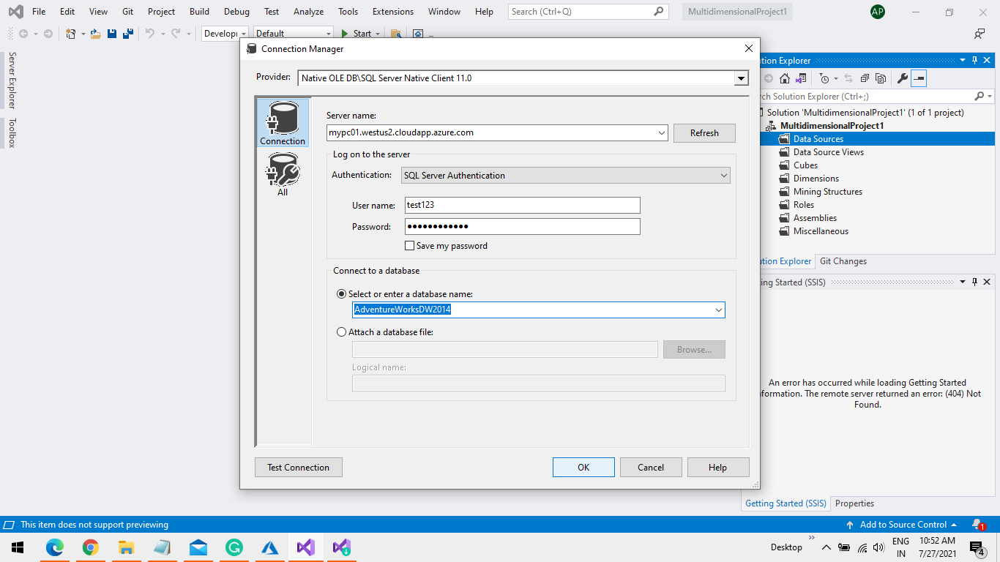 File Edit View Git Project Build Debug Test Analyze Tools Extensions Window Help Search (Ctrl+Q) MultidimensionalProject1 AP
Develop Default Start
Server Explorer
Toolbox
Connection Manager
Provider: Native OLE DB\SQL Server Native Client 11.0
Connection
All
Server name:
mypc01.westus2.cloudapp.azure.com Refresh
Log on to the server
Authentication: SQL Server Authentication
User name: test123
Password: ●●●●●●●●●●●●
Save my password
Connect to a database
Select or enter a database name:
AdventureWorksDW2014
Attach a database file:
Browse...
Logical name:
Test Connection OK Cancel Help
tion Explorer
rch Solution Explorer (Ctrl+;)
Solution 'MultidimensionalProject1' (1 of 1 project)
MultidimensionalProject1
Data Sources
Data Source Views
Cubes
Dimensions
Mining Structures
Roles
Assemblies
Miscellaneous
ution Explorer Git Changes
ing Started (SSIS)
An error has occurred while loading Getting Started
formation. The remote server returned an error: (404) Not
Found.
Getting Started (SSIS) Properties
This item does not support previewing Add to Source Control 1
Desktop ENG IN 10:52 AM 7/27/2021 4